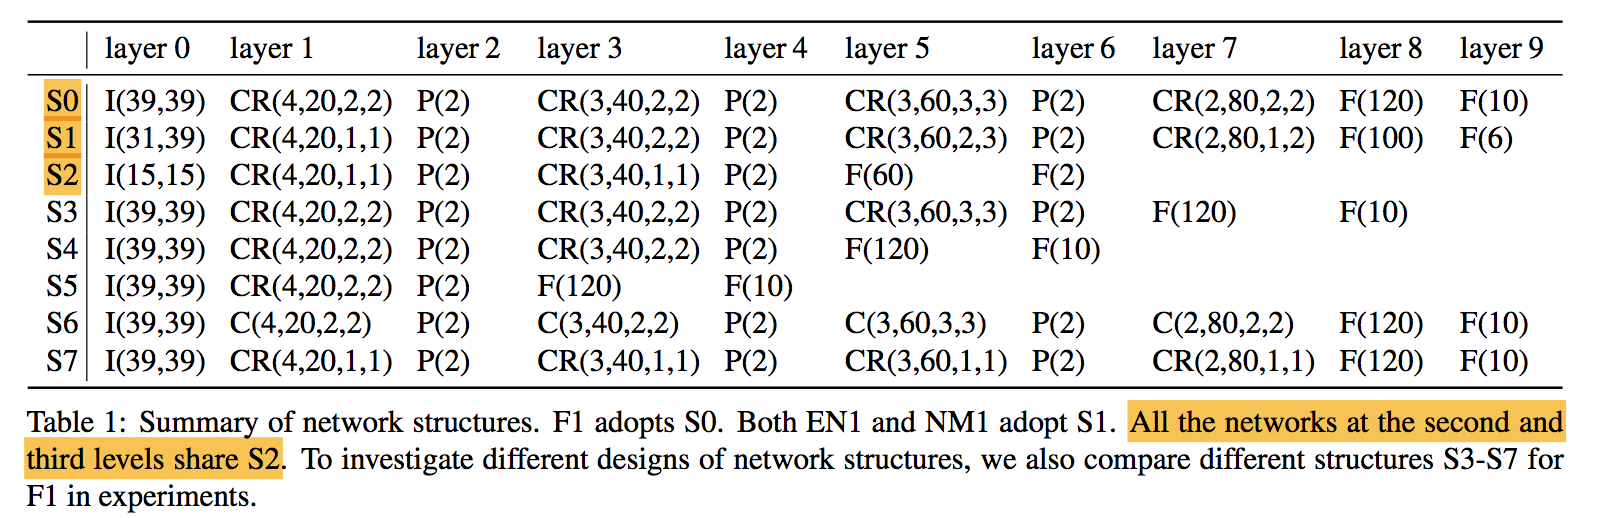 layer 0 layer 1 layer 2 layer 3 layer 4 layer 5 layer 6 layer 7 layer 8 layer 9
S0 I(39,39) CR(4,20,2,2) P(2) CR(3,40,2,2) P(2) CR(3,60,3,3) P(2) CR(2,80,2,2) F(120) F(10)
S1 I(31,39) CR(4,20,1,1) P(2) CR(3,40,2,2) P(2) CR(3,60,2,3) P(2) CR(2,80,1,2) F(100) F(6)
S2 I(15,15) CR(4,20,1,1) P(2) CR(3,40,1,1) P(2) F(60) F(2)
S3 I(39,39) CR(4,20,2,2) P(2) CR(3,40,2,2) P(2) CR(3,60,3,3) P(2) F(120) F(10)
S4 I(39,39) CR(4,20,2,2) P(2) CR(3,40,2,2) P(2) F(120) F(10)
S5 I(39,39) CR(4,20,2,2) P(2) F(120) F(10)
S6 I(39,39) C(4,20,2,2) P(2) C(3,40,2,2) P(2) C(3,60,3,3) P(2) C(2,80,2,2) F(120) F(10)
S7 I(39,39) CR(4,20,1,1) P(2) CR(3,40,1,1) P(2) CR(3,60,1,1) P(2) CR(2,80,1,1) F(120) F(10)
Table 1: Summary of network structures. F1 adopts S0. Both EN1 and NM1 adopt S1. All the networks at the second and
third levels share S2. To investigate different designs of network structures, we also compare different structures S3-S7 for
F1 in experiments.